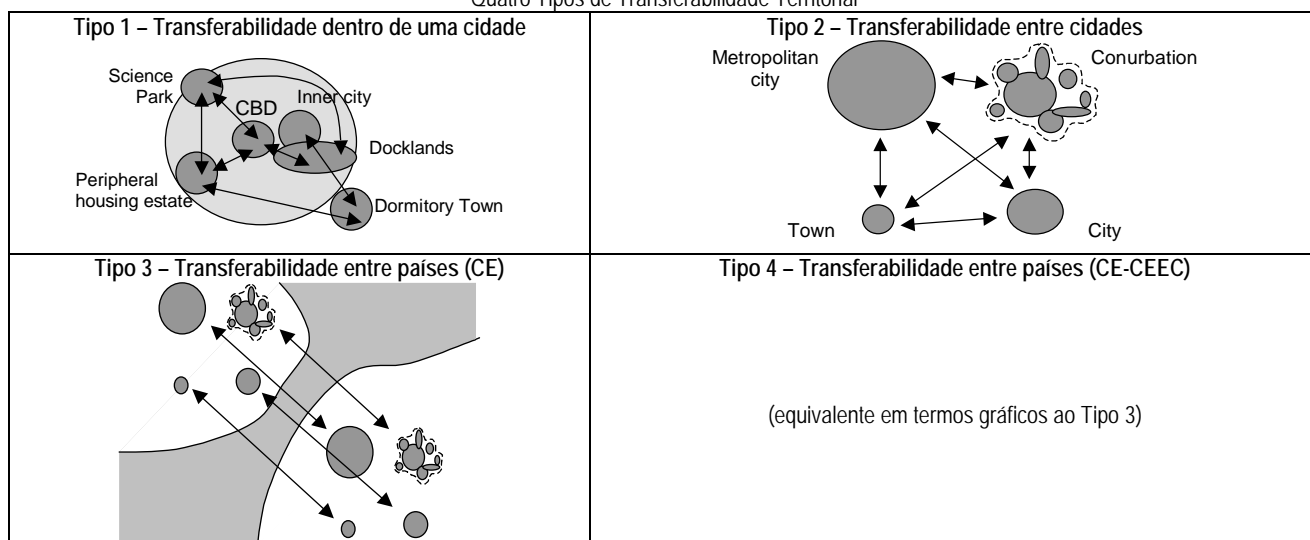 Quatro Tipos de Transferabilidade Territorial
Tipo 1 – Transferabilidade dentro de uma cidade
Science
Park
CBD
Inner city
Docklands
Peripheral
housing estate
Dormitory Town
Tipo 2 – Transferabilidade entre cidades
Metropolitan
city
Conurbation
Town
City
Tipo 3 – Transferabilidade entre países (CE)
Tipo 4 – Transferabilidade entre países (CE-CEEC)
(equivalente em termos gráficos ao Tipo 3)